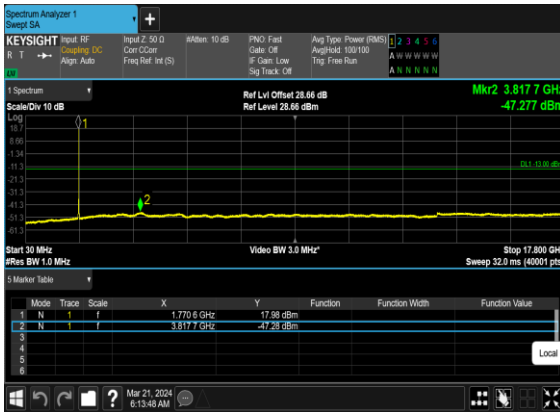 Spectrum Analyzer 1
Swept SA
+
KEYSIGHT Input: RF Input Z: 50 Ω #Atten: 10 dB PNO: Fast Avg Type: Power (RMS) 1 2 3 4 5 6
R T Coupling: DC Corr CCorr Gate: Off Avg|Hold: 100/100 A W W W W W
Align: Auto Freq Ref: Int (S) IF Gain: Low Trig: Free Run
Sig Track: Off A N N N N N
1 Spectrum
Ref Lvl Offset 28.66 dB Mkr2 3.817 7 GHz
Scale/Div 10 dB Ref Level 28.66 dBm -47.277 dBm
Log
18.7
8.66
-1.34
-11.3
-21.3
-31.3
-41.3
-51.3
-61.3
1
2
DL1 -13.00 dBm
Start 30 MHz Video BW 3.0 MHz* Stop 17.800 GHz
#Res BW 1.0 MHz Sweep 32.0 ms (40001 pts)
5 Marker Table
Mode Trace Scale X Y Function Function Width Function Value
1 N 1 f 1.770 6 GHz 17.98 dBm
2 N 1 f 3.817 7 GHz -47.28 dBm
3
4
5
6
Local
?
Mar 21, 2024
6:13:48 AM